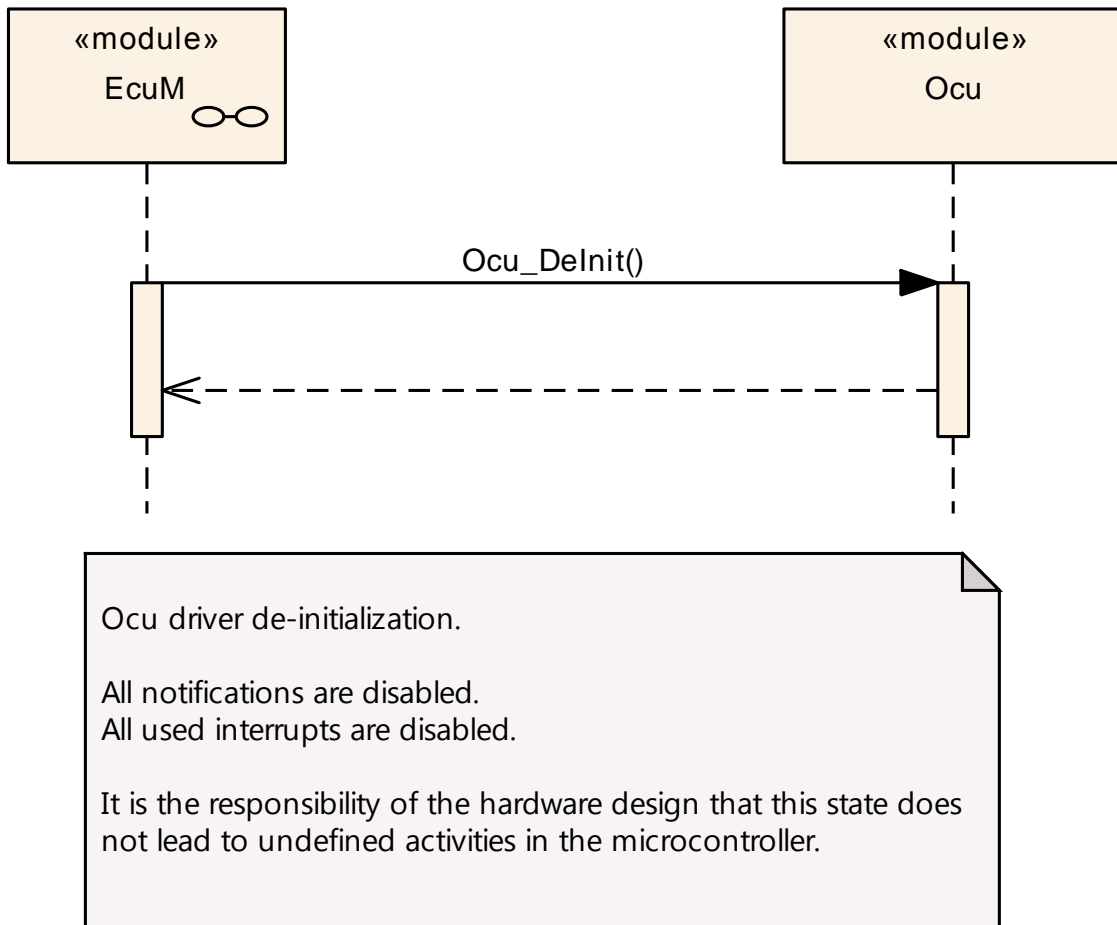 «module»
EcuM
«module»
Ocu
Ocu_DeInit()
Ocu driver de-initialization.
All notifications are disabled.
All used interrupts are disabled.
It is the responsibility of the hardware design that this state does
not lead to undefined activities in the microcontroller.